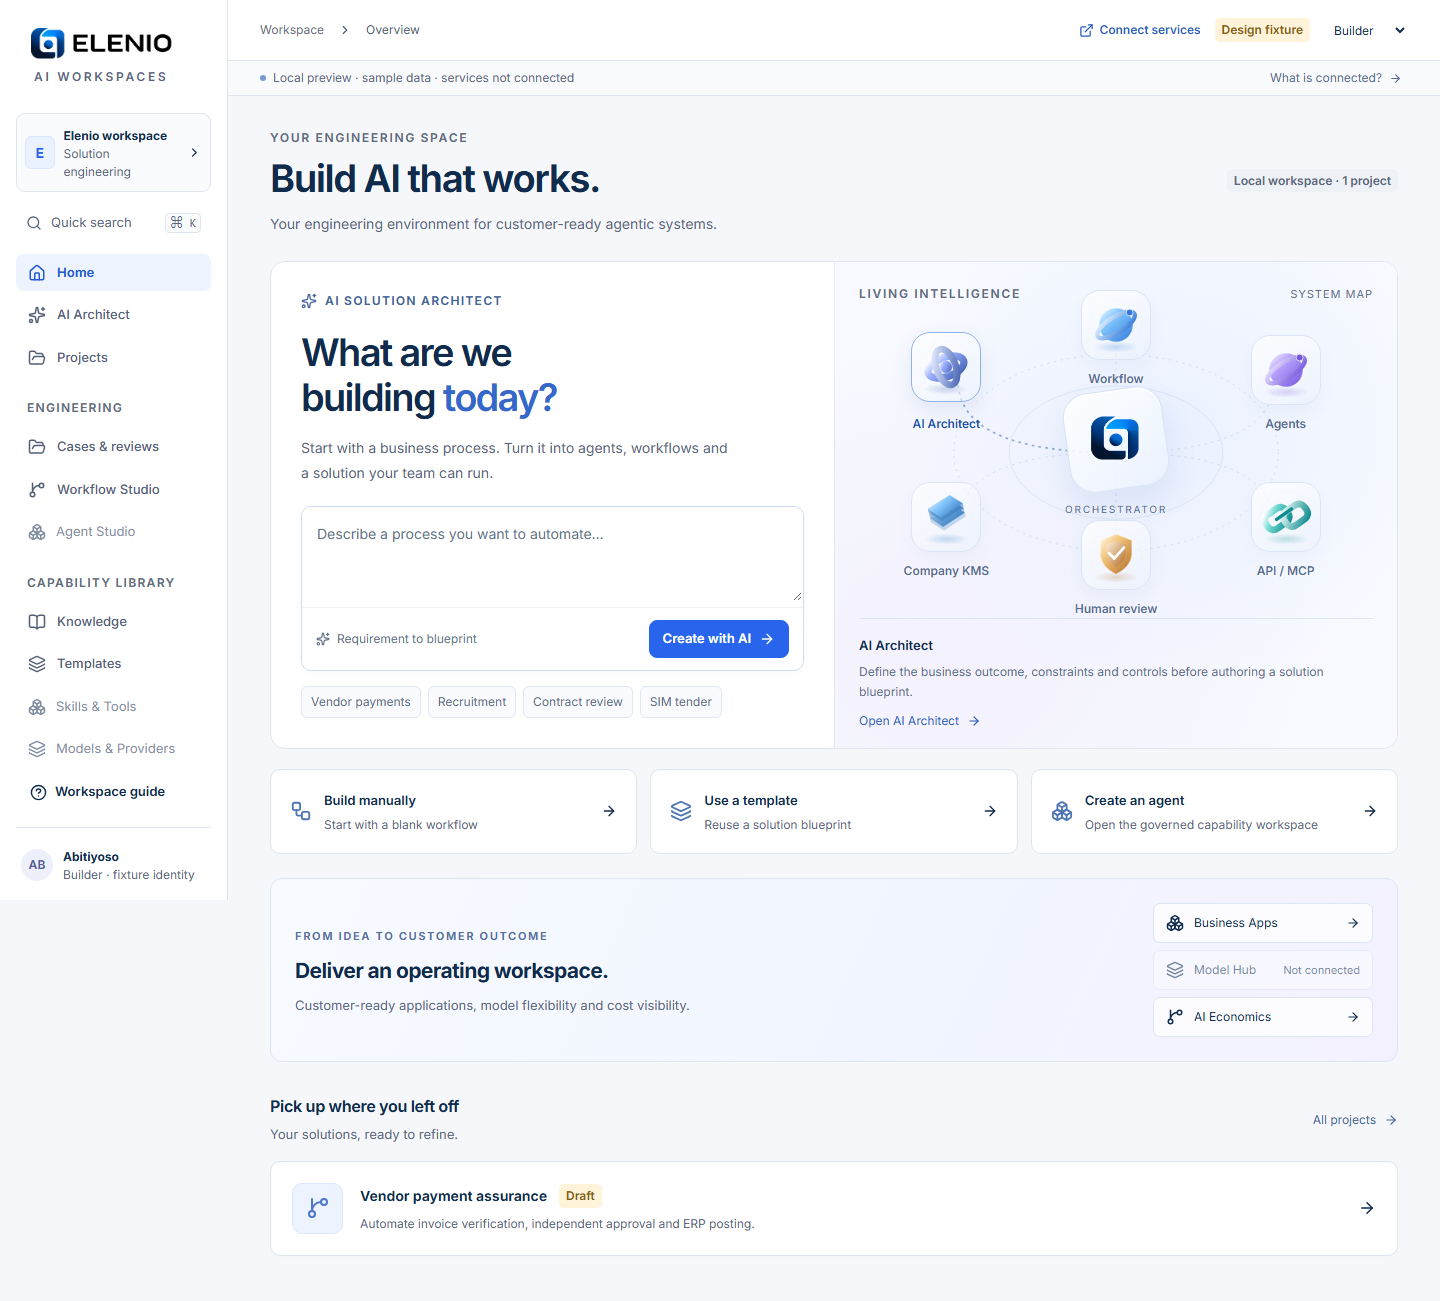 ELENIO
AI WORKSPACES
E
Elenio workspace
Solution
engineering
Quick search
⌘ K
Home
AI Architect
Projects
ENGINEERING
Cases & reviews
Workflow Studio
Agent Studio
CAPABILITY LIBRARY
Knowledge
Templates
Skills & Tools
Models & Providers
Workspace guide
AB
Abitiyoso
Builder · fixture identity
Workspace
Overview
Connect services
Design fixture
Builder
Local preview · sample data · services not connected
What is connected?
YOUR ENGINEERING SPACE
Build AI that works.
Your engineering environment for customer-ready agentic systems.
Local workspace · 1 project
AI SOLUTION ARCHITECT
What are we
building today?
Start with a business process. Turn it into agents, workflows and
a solution your team can run.
Describe a process you want to automate...
Requirement to blueprint
Create with AI
Vendor payments
Recruitment
Contract review
SIM tender
LIVING INTELLIGENCE
SYSTEM MAP
Workflow
AI Architect
Agents
ORCHESTRATOR
Company KMS
Human review
API / MCP
AI Architect
Define the business outcome, constraints and controls before authoring a solution
blueprint.
Open AI Architect
Build manually
Start with a blank workflow
Use a template
Reuse a solution blueprint
Create an agent
Open the governed capability workspace
FROM IDEA TO CUSTOMER OUTCOME
Deliver an operating workspace.
Customer-ready applications, model flexibility and cost visibility.
Business Apps
Model Hub
Not connected
AI Economics
Pick up where you left off
Your solutions, ready to refine.
All projects
Vendor payment assurance
Draft
Automate invoice verification, independent approval and ERP posting.